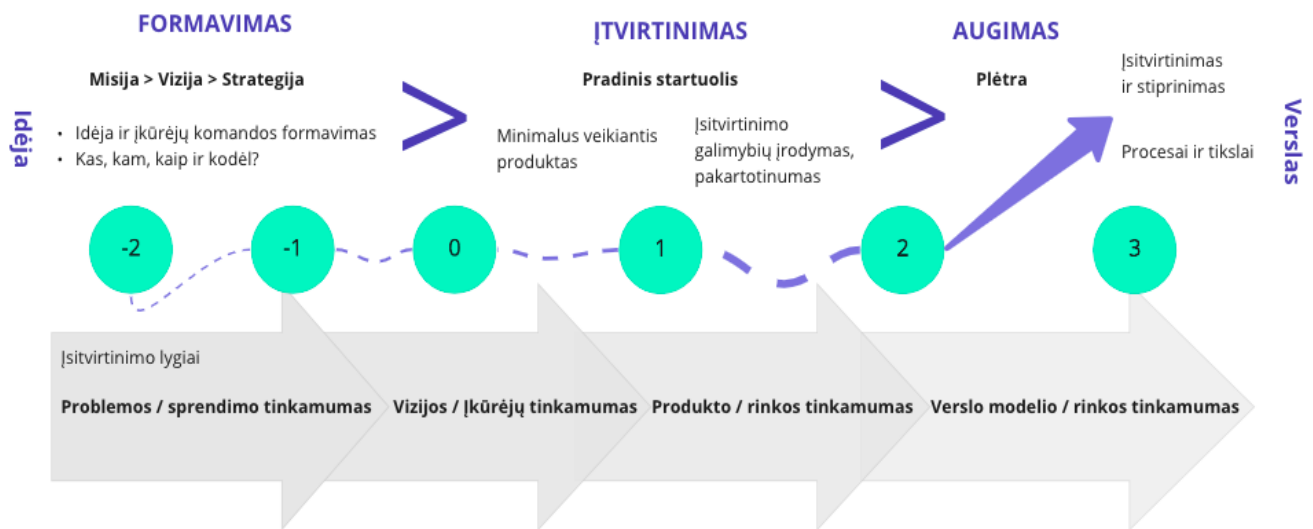 FORMAVIMAS
Misija > Vizija > Strategija
• Idėja ir įkūrėjų komandos formavimas
• Kas, kam, kaip ir kodėl?
Idėja
>
ĮTVIRTINIMAS
Pradinis startuolis
Minimalus veikiantis
produktas
Įsitvirtinimo
galimybių įrodymas,
pakartotinumas
>
AUGIMAS
Plėtra
Įsitvirtinimas
ir stiprinimas
Procesai ir tikslai
Verslas
-2
-1
0
1
2
3
Įsitvirtinimo lygiai
Problemos / sprendimo tinkamumas
Vizijos / Įkūrėjų tinkamumas
Produkto / rinkos tinkamumas
Verslo modelio / rinkos tinkamumas